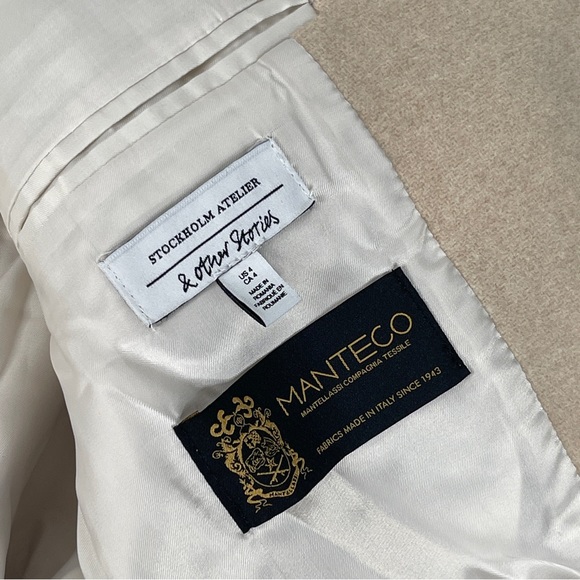 STOCKHOLM ATELIER
& other Stories
US 4
CA 4
MADE IN
ROMANIA
FABRIQUÉ EN
ROUMANIE
MANTECO
MANTELLASSI COMPAGNIA TESSILE
FABRICS MADE IN ITALY SINCE 1943
MANTELLASSI